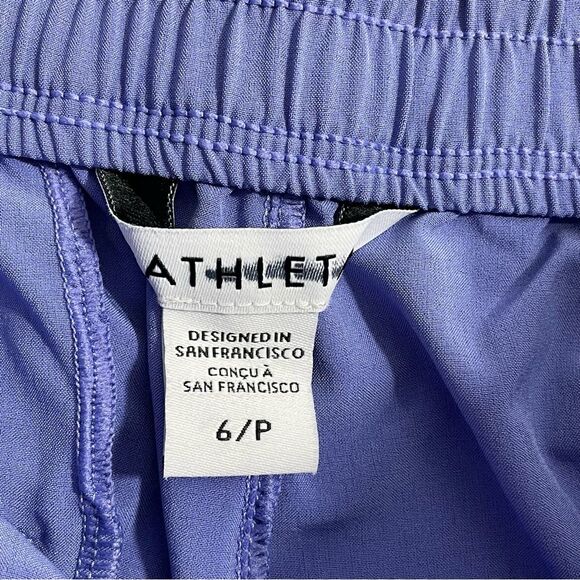 ATHLET
DESIGNED IN
SAN FRANCISCO
CONÇU À
SAN FRANCISCO
6/P